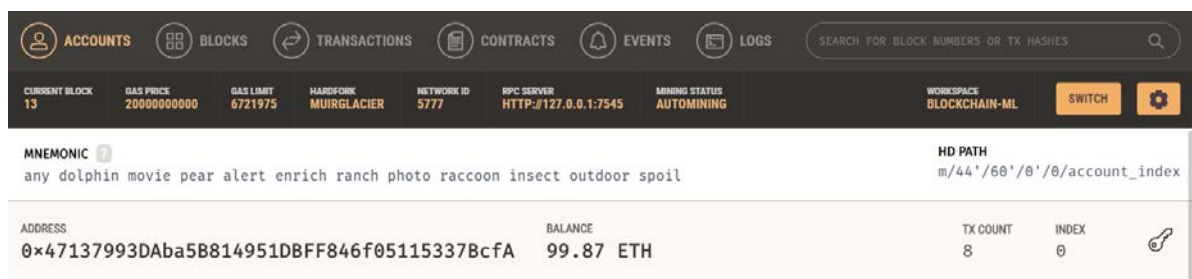 ACCOUNTS BLOCKS TRANSACTIONS CONTRACTS EVENTS LOGS SEARCH FOR BLOCK NUMBERS OR TX HASHES
CURRENT BLOCK GAS PRICE GAS LIMIT HARDFORK NETWORK ID RPC SERVER MINING STATUS WORKSPACE
13 20000000000 6721975 MUIRGLACIER 5777 HTTP://127.0.0.1:7545 AUTOMINING BLOCKCHAIN-ML SWITCH
MNEMONIC ? HD PATH
any dolphin movie pear alert enrich ranch photo raccoon insect outdoor spoil m/44'/60'/0'/0/account_index
ADDRESS BALANCE TX COUNT INDEX
0×47137993DAba5B814951DBFF846f05115337BcfA 99.87 ETH 8 0